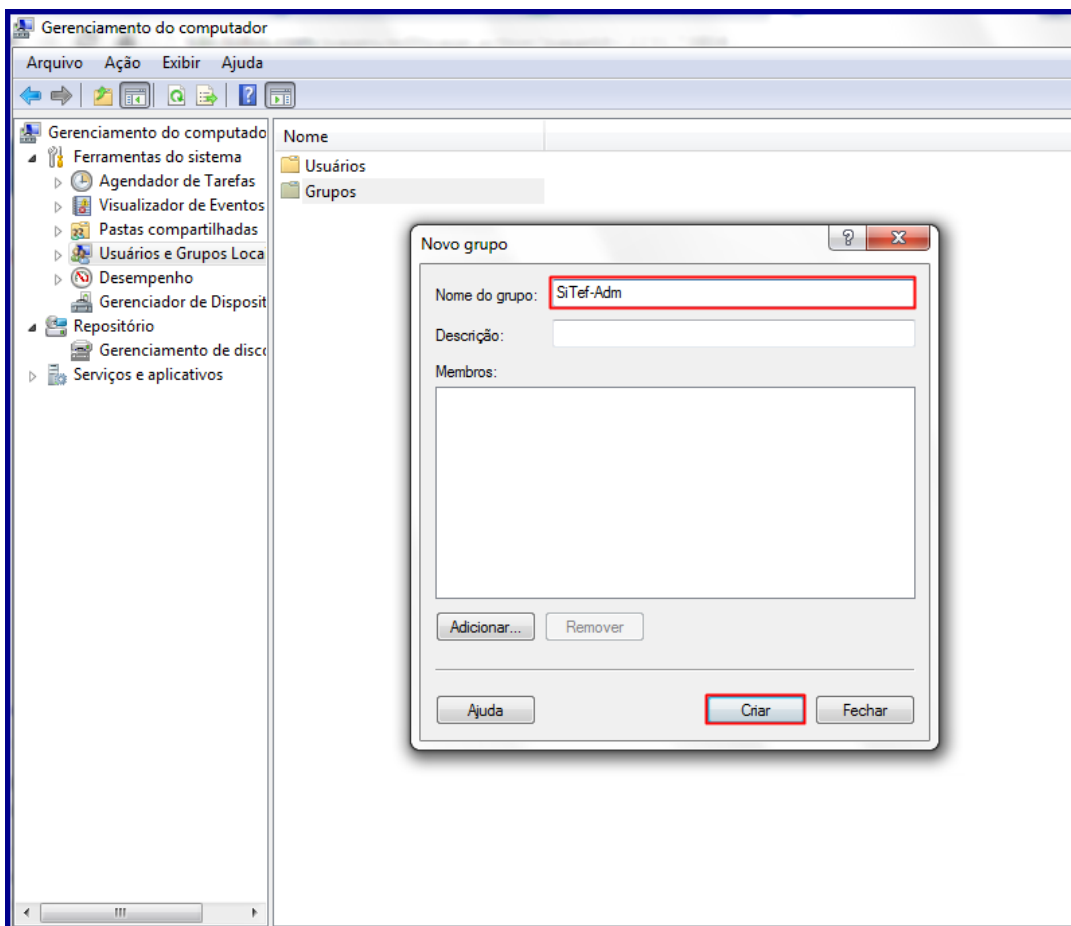 Gerenciamento do computador
Arquivo Ação Exibir Ajuda
Gerenciamento do computado
Ferramentas do sistema
Agendador de Tarefas
Visualizador de Eventos
Pastas compartilhadas
Usuários e Grupos Loca
Desempenho
Gerenciador de Disposit
Repositório
Gerenciamento de disco
Serviços e aplicativos
Nome
Usuários
Grupos
Novo grupo
Nome do grupo: SiTef-Adm
Descrição:
Membros:
Adicionar... Remover
Ajuda Criar Fechar